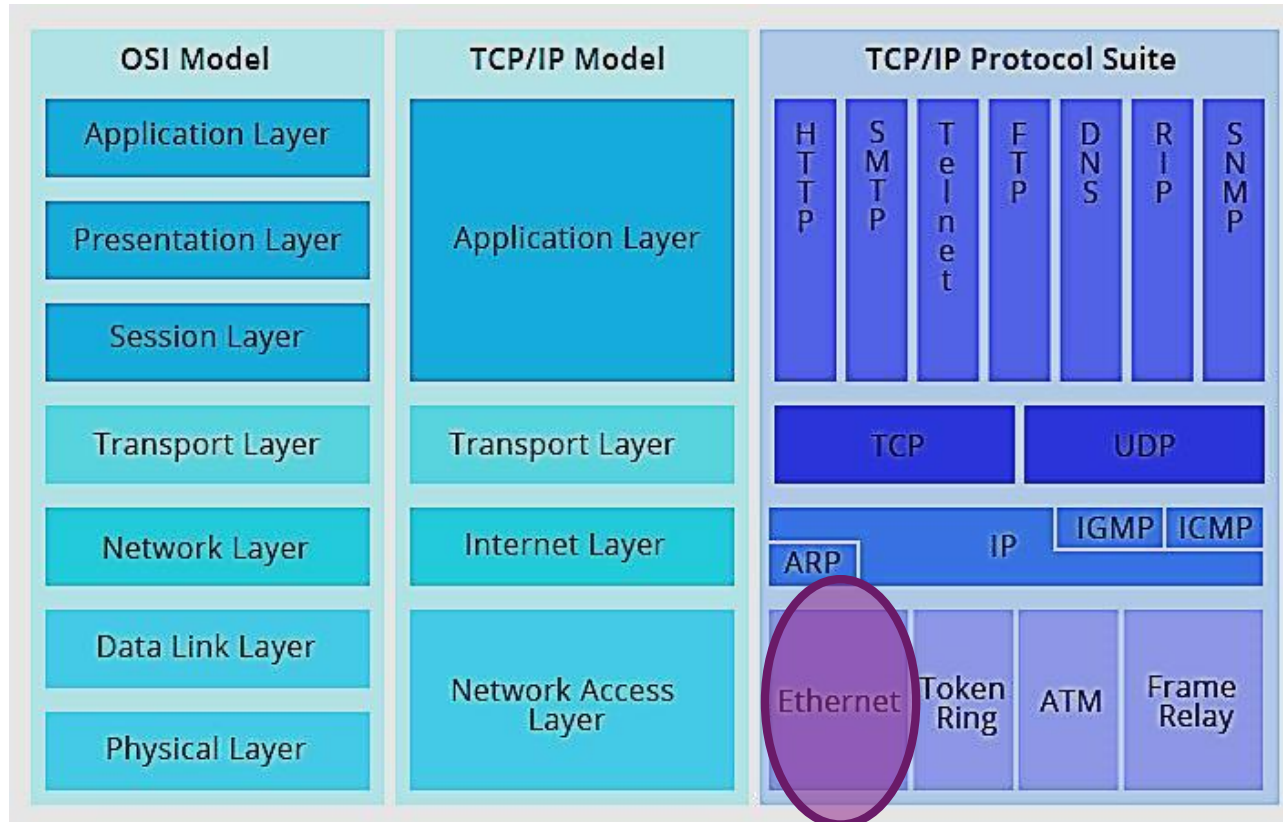 OSI Model
Application Layer
Presentation Layer
Session Layer
Transport Layer
Network Layer
Data Link Layer
Physical Layer
TCP/IP Model
Application Layer
Transport Layer
Internet Layer
Network Access
Layer
TCP/IP Protocol Suite
HTTP
SMTP
Telnet
FTP
DNS
RIP
SNMP
TCP
UDP
IP
IGMP
ICMP
ARP
Ethernet
Token
Ring
ATM
Frame
Relay